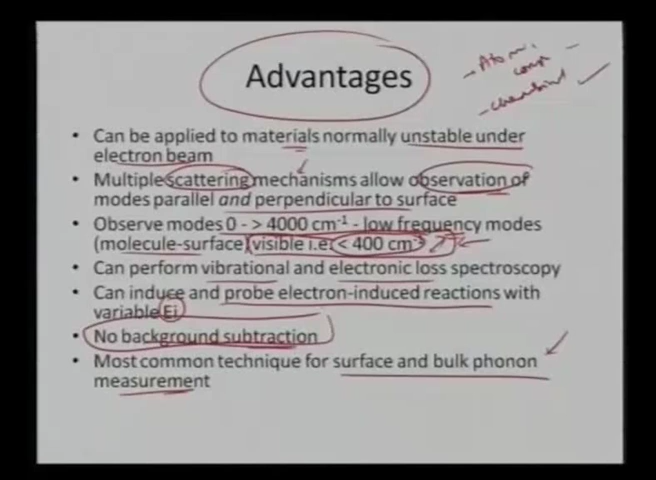 Advantages
- Atomic
comp
- chemical
• Can be applied to materials normally unstable under
electron beam
• Multiple scattering mechanisms allow observation of
modes parallel and perpendicular to surface
• Observe modes 0 - > 4000 cm-1 - low frequency modes
(molecule-surface) visible i.e. < 400 cm-1
• Can perform vibrational and electronic loss spectroscopy
• Can induce and probe electron-induced reactions with
variable Ei
• No background subtraction
• Most common technique for surface and bulk phonon
measurement